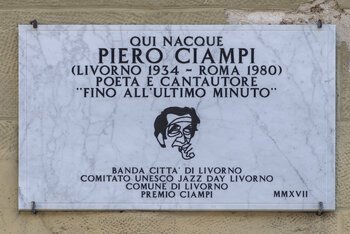 QUI NACQUE
PIERO CIAMPI
(LIVORNO 1934 - ROMA 1980)
POETA E CANTAUTORE
"FINO ALL'ULTIMO MINUTO"
BANDA CITTA' DI LIVORNO
COMITATO UNESCO JAZZ DAY LIVORNO
COMUNE DI LIVORNO
PREMIO CIAMPI
MMXVII